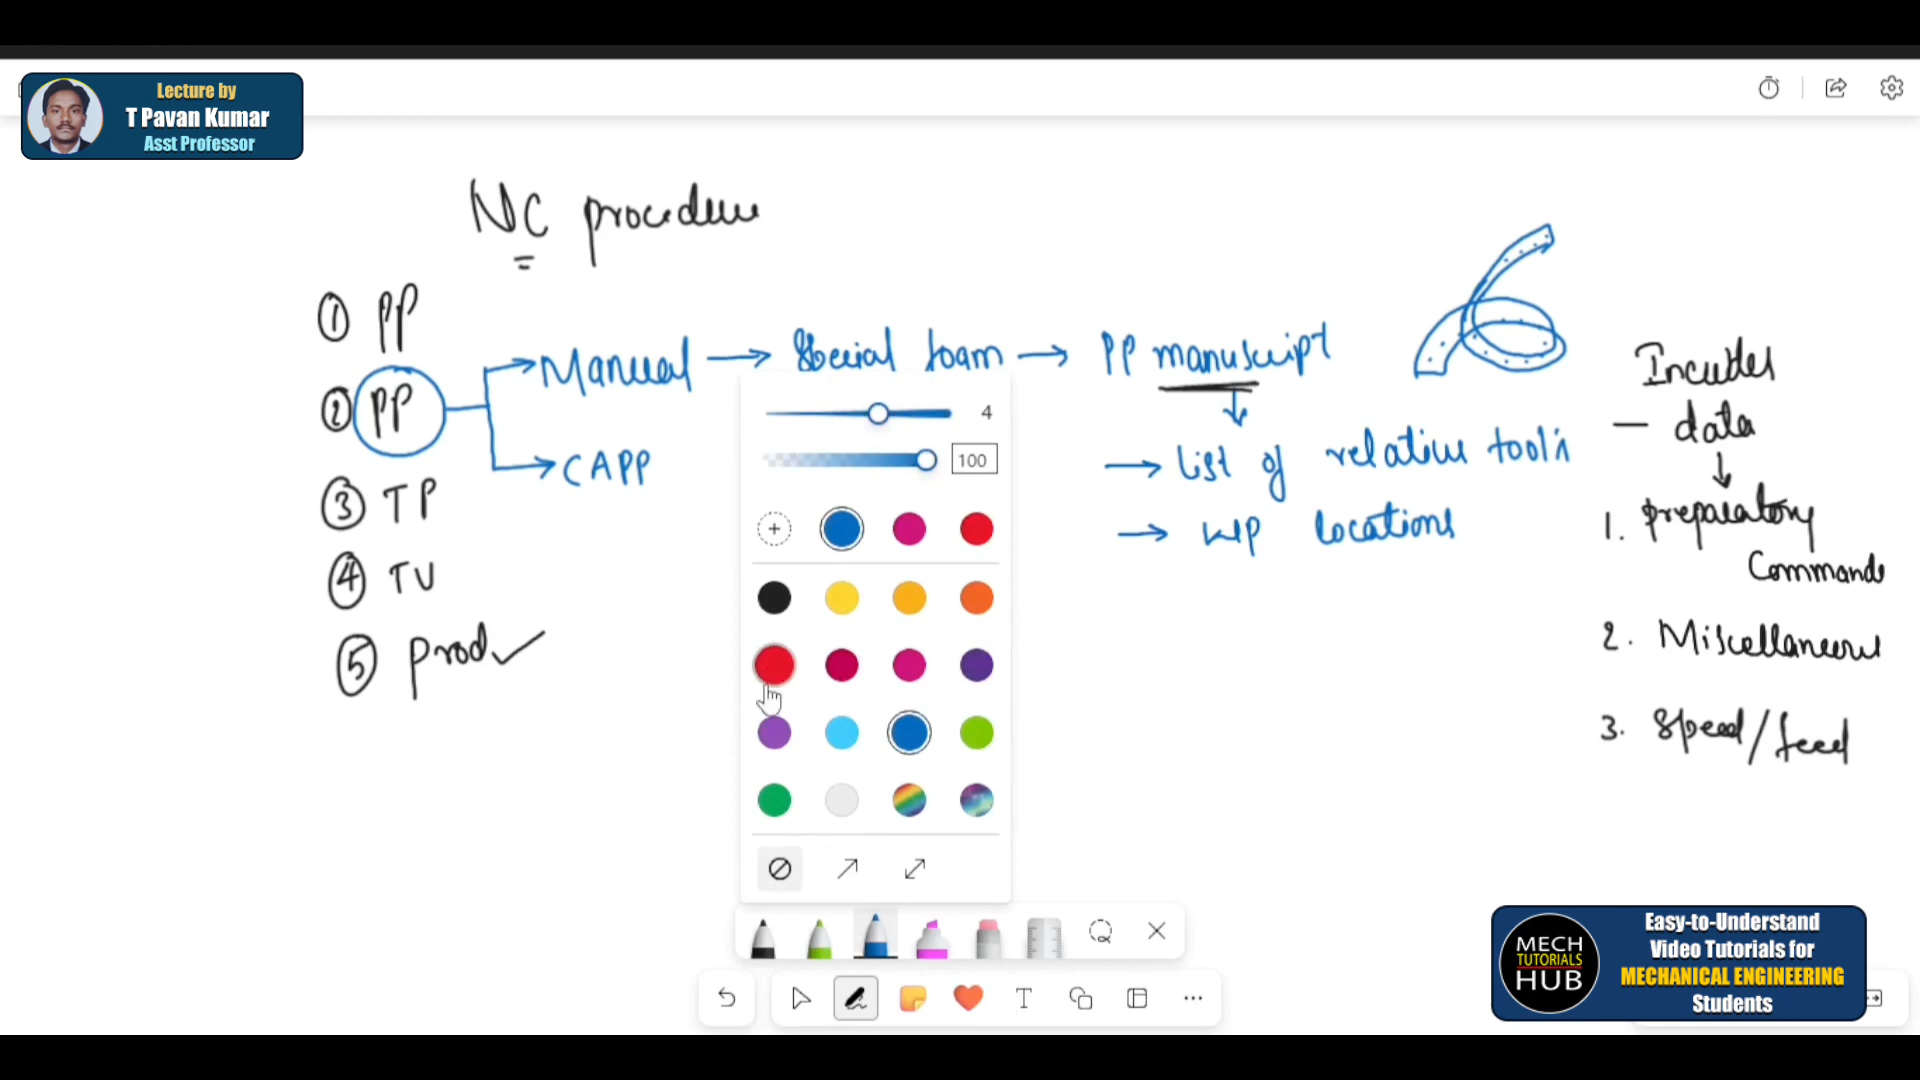 Lecture by
T Pavan Kumar
Asst Professor
NC procedure
① PP
② PP
Manual → Special foam → PP manuscript
CAPP
→ List of relative tool's
→ w/p locations
③ TP
④ TV
⑤ Prod ✓
Includes
— data
1. Preparatory
Commands
2. Miscellaneous
3. Speed/feed
4
100
MECH
TUTORIALS
HUB
Easy-to-Understand
Video Tutorials for
MECHANICAL ENGINEERING
Students